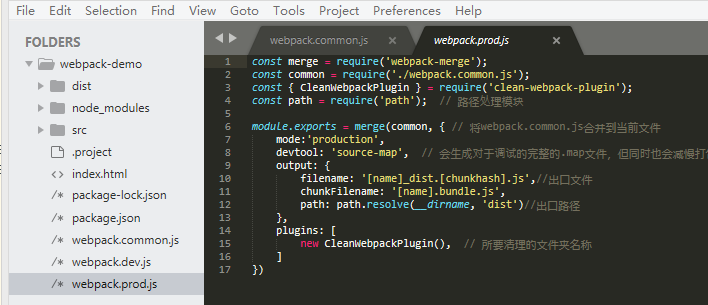 File Edit Selection Find View Goto Tools Project Preferences Help
FOLDERS
webpack-demo
dist
node_modules
src
.project
index.html
package-lock.json
package.json
webpack.common.js
webpack.dev.js
webpack.prod.js
webpack.common.js
webpack.prod.js
1 const merge = require('webpack-merge');
2 const common = require('./webpack.common.js');
3 const { CleanWebpackPlugin } = require('clean-webpack-plugin');
4 const path = require('path'); // 路径处理模块
5
6 module.exports = merge(common, { // 将webpack.common.js合并到当前文件
7 mode:'production',
8 devtool: 'source-map', // 会生成对于调试的完整的.map文件，但同时也会减慢打
9 output: {
10 filename: '[name]_dist.[chunkhash].js',//出口文件
11 chunkFilename: '[name].bundle.js',
12 path: path.resolve(__dirname, 'dist')//出口路径
13 },
14 plugins: [
15 new CleanWebpackPlugin(), // 所要清理的文件夹名称
16 ]
17 })